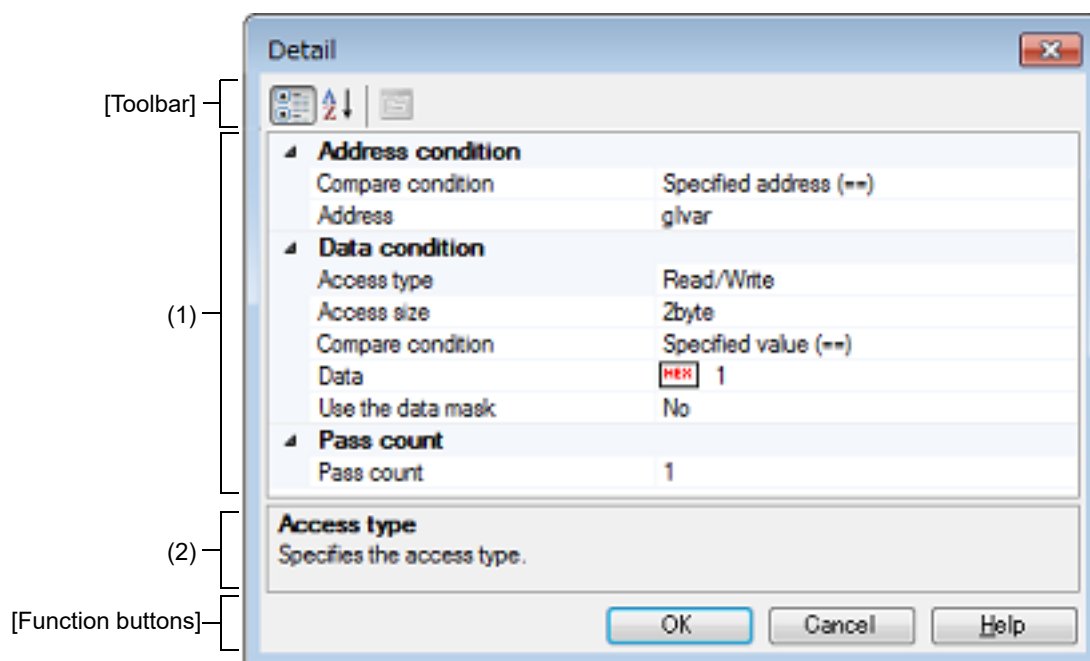 Detail
[Toolbar]
A
Z
Address condition
Compare condition Specified address (==)
Address glvar
Data condition
Access type Read/Write
(1)
Access size 2byte
Compare condition Specified value (==)
Data HEX 1
Use the data mask No
Pass count
Pass count 1
Access type
(2)
Specifies the access type.
[Function buttons]
OK Cancel Help